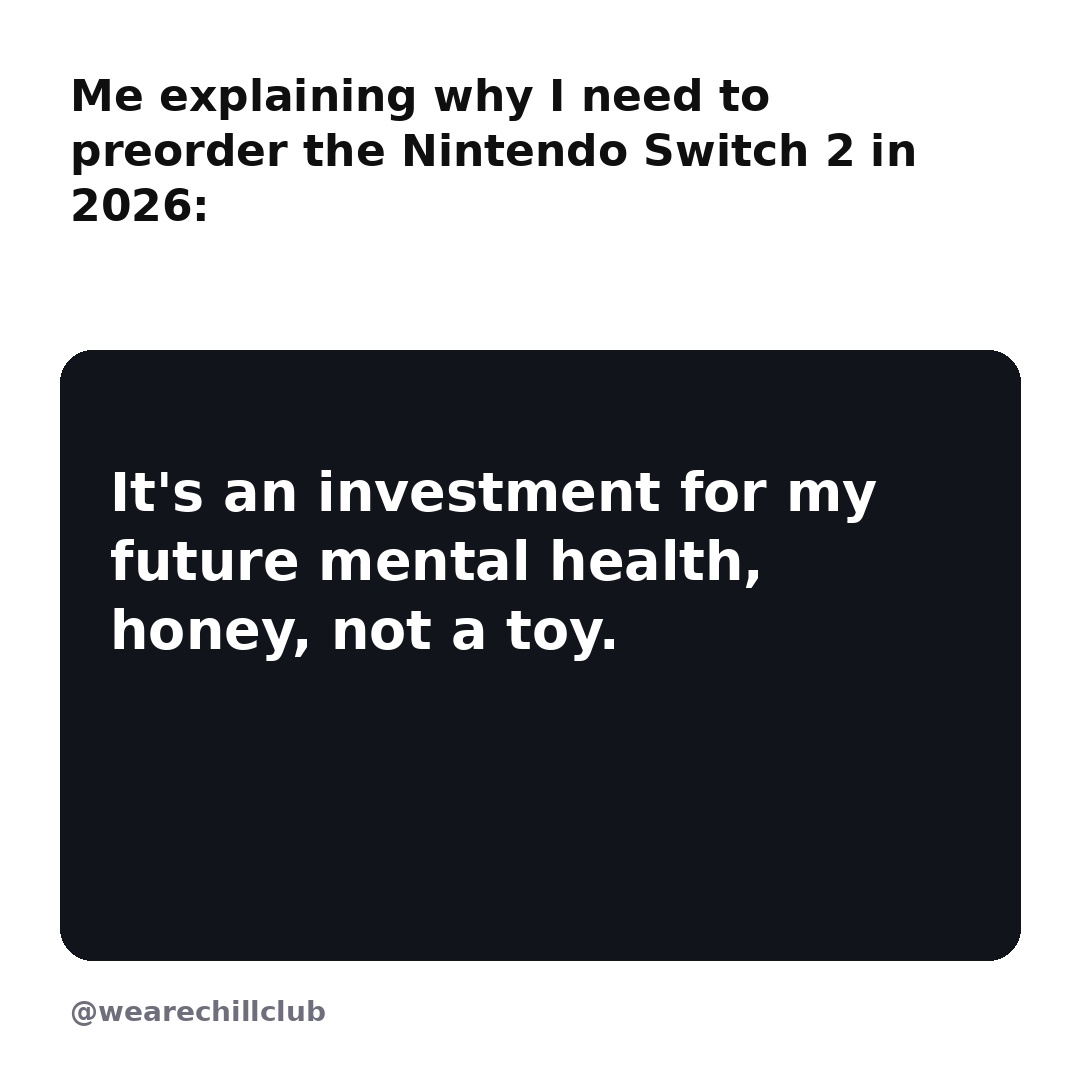 Me explaining why I need to
preorder the Nintendo Switch 2 in
2026:
It's an investment for my
future mental health,
honey, not a toy.
@wearechillclub